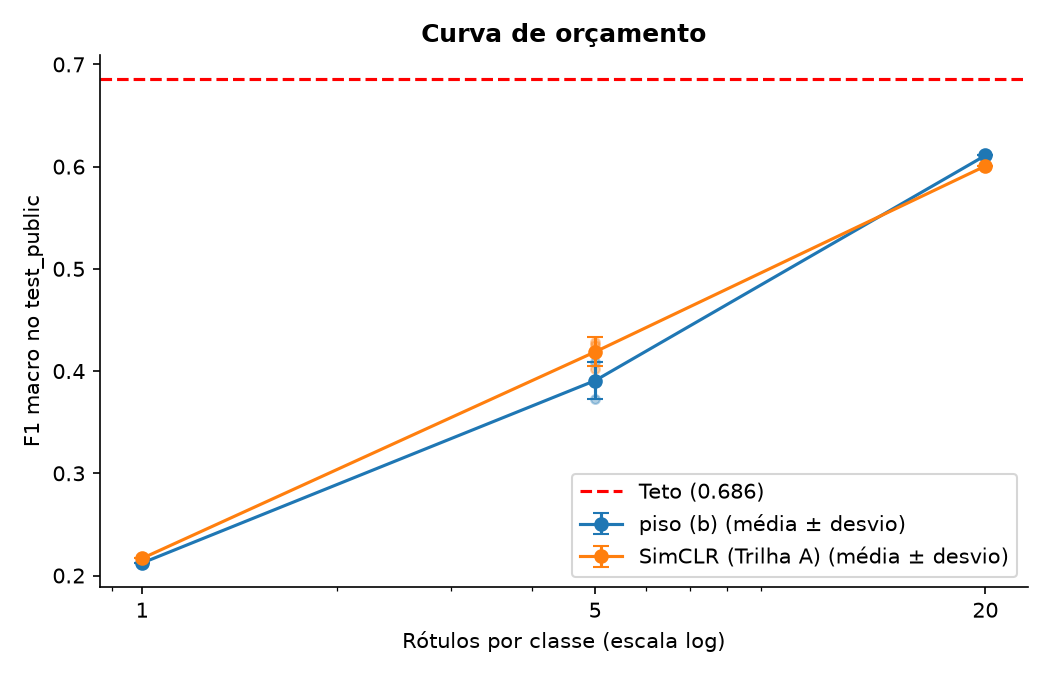 Curva de orçamento
F1 macro no test_public
0.7
0.6
0.5
0.4
0.3
0.2
Teto (0.686)
piso (b) (média ± desvio)
SimCLR (Trilha A) (média ± desvio)
1
5
20
Rótulos por classe (escala log)